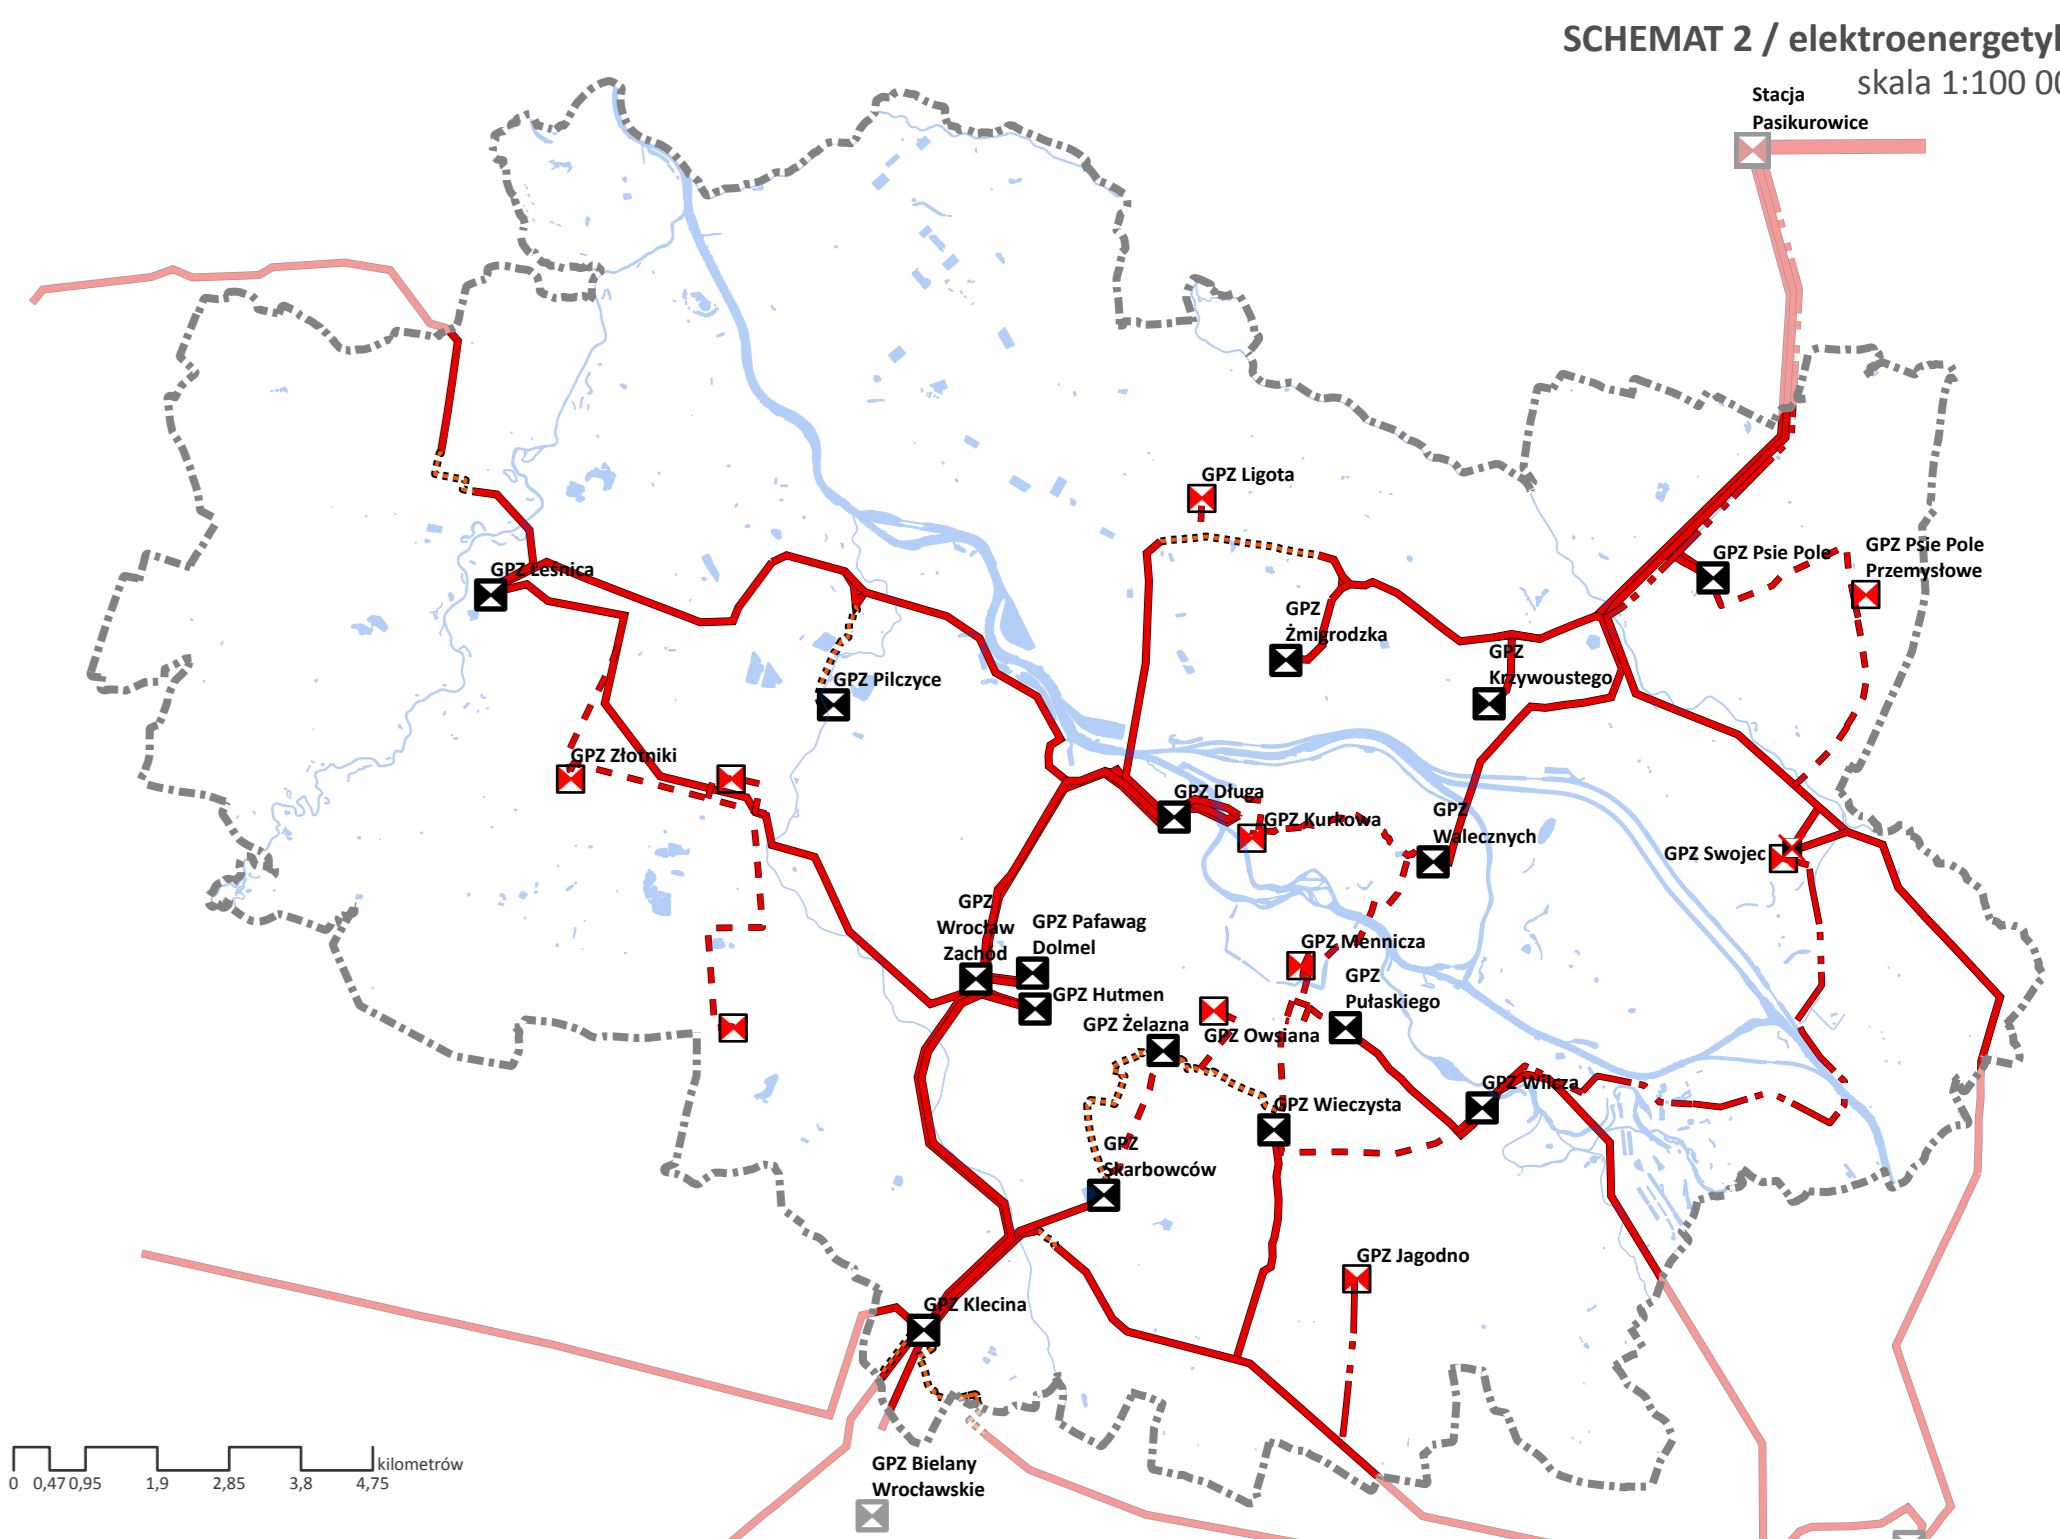 SCHEMAT 2 / elektroenergety
skala 1:100 00
Stacja
Pasikurowice
GPZ Ligota
GPZ Psie Pole
GPZ Psie Pole
Przemysłowe
GPZ Leśnica
GPZ
Żmigrodzka
GPZ
Krzywoustego
GPZ Pilczyce
GPZ Złotniki
GPZ Długa
GPZ Kurkowa
GPZ
Walecznych
GPZ Swojec
GPZ
Wrocław
Zachód
GPZ Pafawag
Dolmel
GPZ Mennicza
GPZ Hutmen
GPZ
Pułaskiego
GPZ Żelazna
GPZ Owsiana
GPZ Wilcza
GPZ Wieczysta
GPZ
Skarbowców
GPZ Jagodno
GPZ Klecina
GPZ Bielany
Wrocławskie
kilometrów
0 0,47 0,95 1,9 2,85 3,8 4,75